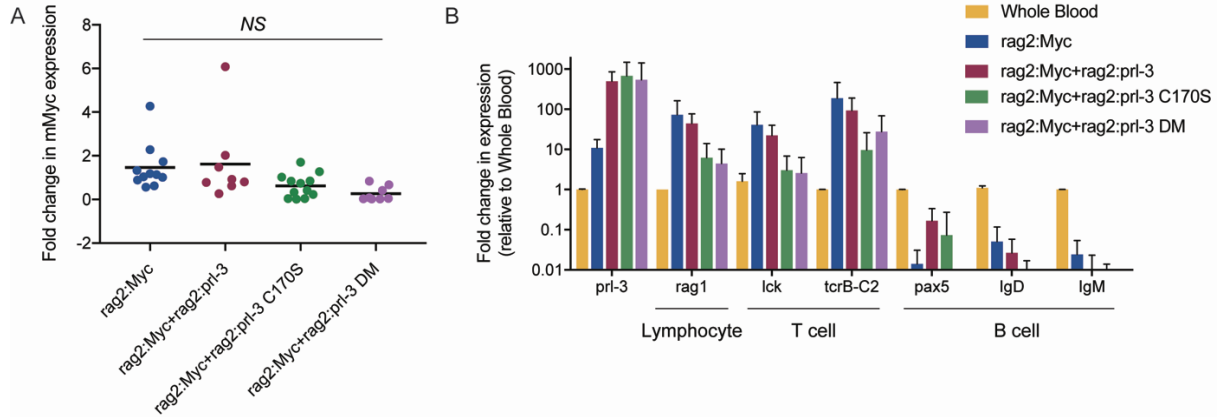 A
Fold change in mMyc expression
8
6
4
2
0
-2
NS
rag2:Myc
rag2:Myc+rag2:prl-3
rag2:Myc+rag2:prl-3 C170S
rag2:Myc+rag2:prl-3 DM
B
Fold change in expression
(relative to Whole Blood)
1000
100
10
1
0.1
0.01
prl-3
rag1
lck
tcrB-C2
pax5
IgD
IgM
Lymphocyte
T cell
B cell
Whole Blood
rag2:Myc
rag2:Myc+rag2:prl-3
rag2:Myc+rag2:prl-3 C170S
rag2:Myc+rag2:prl-3 DM